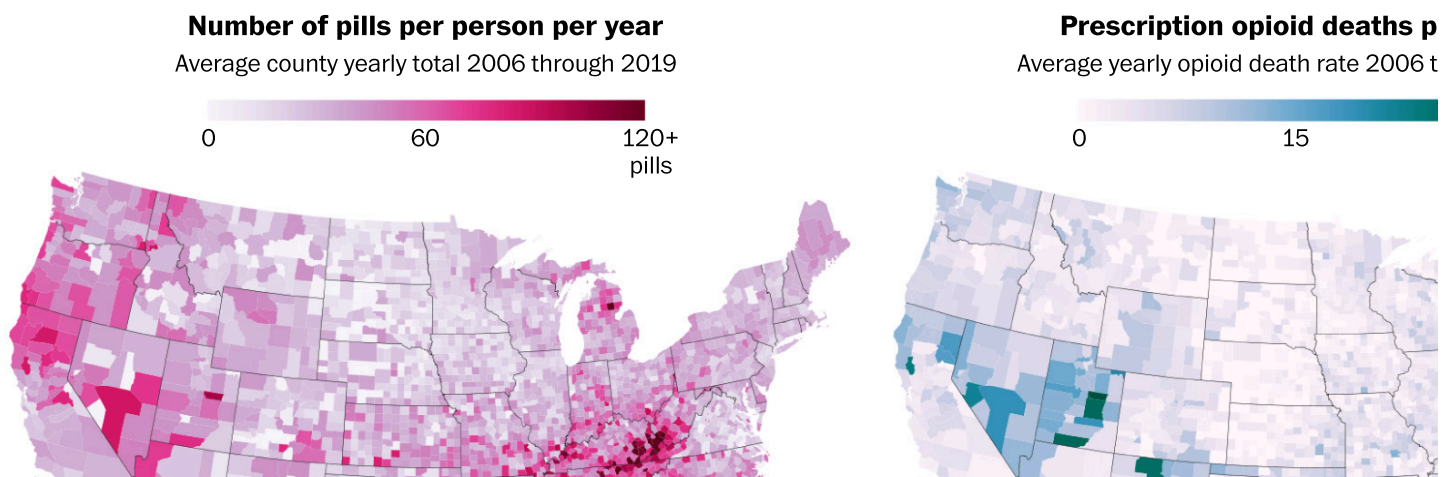 Number of pills per person per year
Average county yearly total 2006 through 2019
0 60 120+
pills
Prescription opioid deaths p
Average yearly opioid death rate 2006 t
0 15